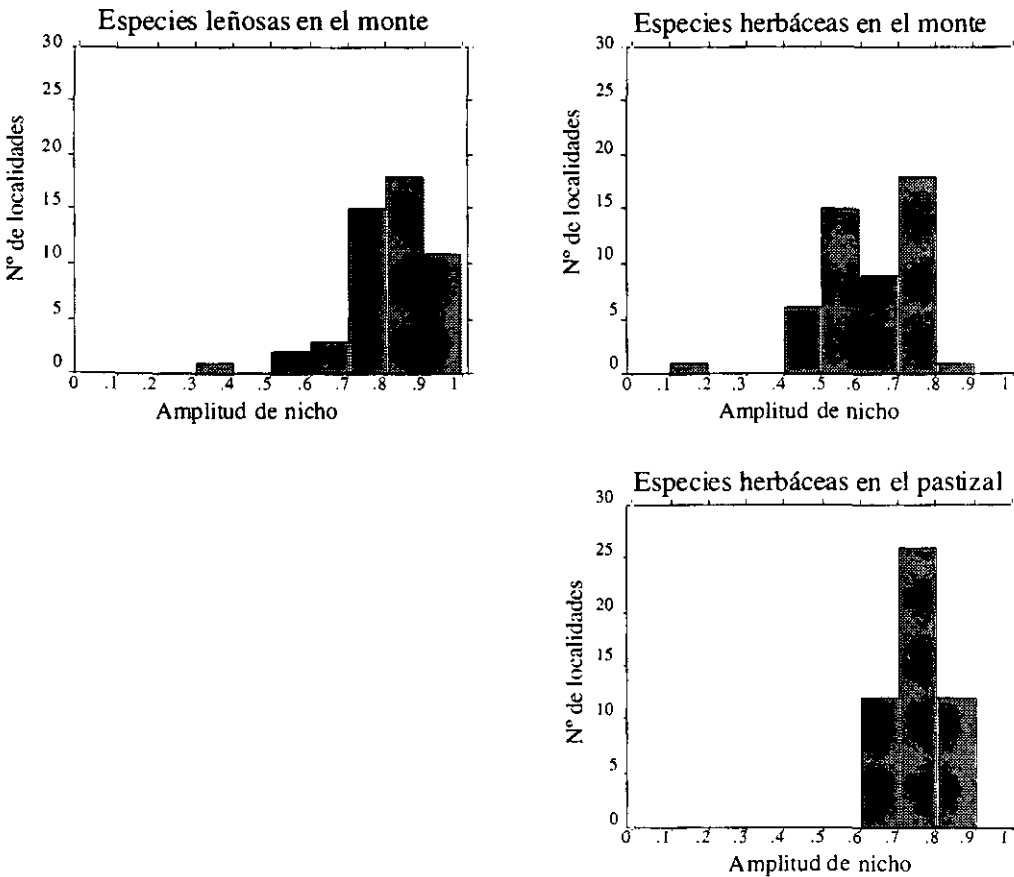 Especies leñosas en el monte
30
25
20
15
10
5
0
Nº de localidades
0 .1 .2 .3 .4 .5 .6 .7 .8 .9 1
Amplitud de nicho
Especies herbáceas en el monte
30
25
20
15
10
5
0
Nº de localidades
0 .1 .2 .3 .4 .5 .6 .7 .8 .9 1
Amplitud de nicho
Especies herbáceas en el pastizal
30
25
20
15
10
5
0
Nº de localidades
0 .1 .2 .3 .4 .5 .6 .7 .8 .9 1
Amplitud de nicho